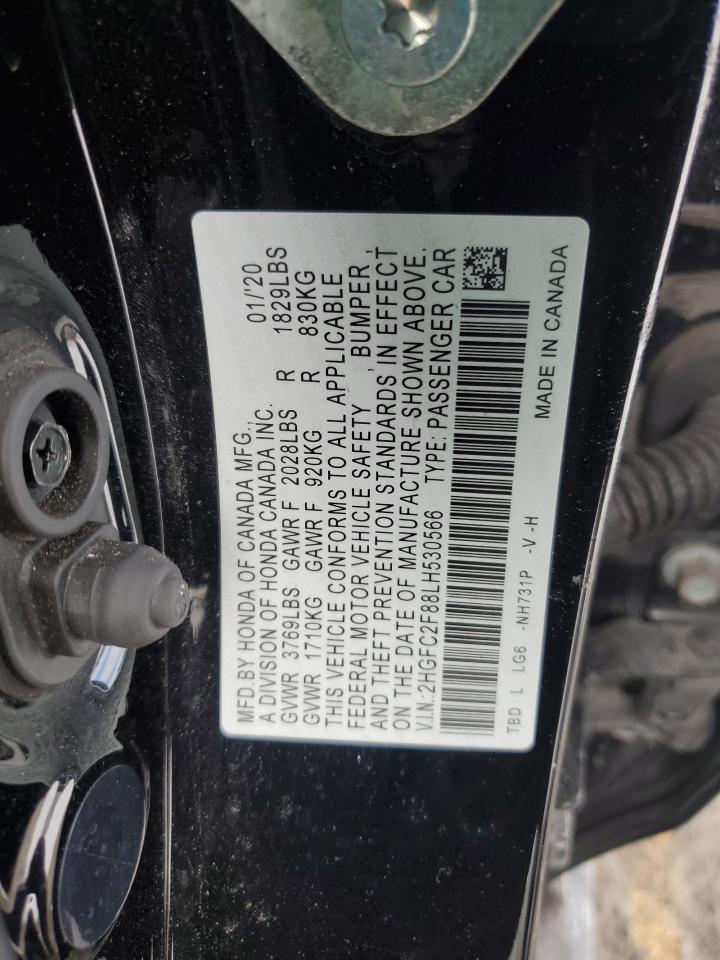 MFD.BY HONDA OF CANADA MFG., 01/'20
A DIVISION OF HONDA CANADA INC.
GVWR 3769LBS GAWR F 2028LBS R 1829LBS
GVWR 1710KG GAWR F 920KG R 830KG
THIS VEHICLE CONFORMS TO ALL APPLICABLE
FEDERAL MOTOR VEHICLE SAFETY , BUMPER ,
AND THEFT PREVENTION STANDARDS IN EFFECT
ON THE DATE OF MANUFACTURE SHOWN ABOVE.
V.I.N.:2HGFC2F88LH530566 TYPE: PASSENGER CAR
TBD L LG6 -NH731P -V -H MADE IN CANADA